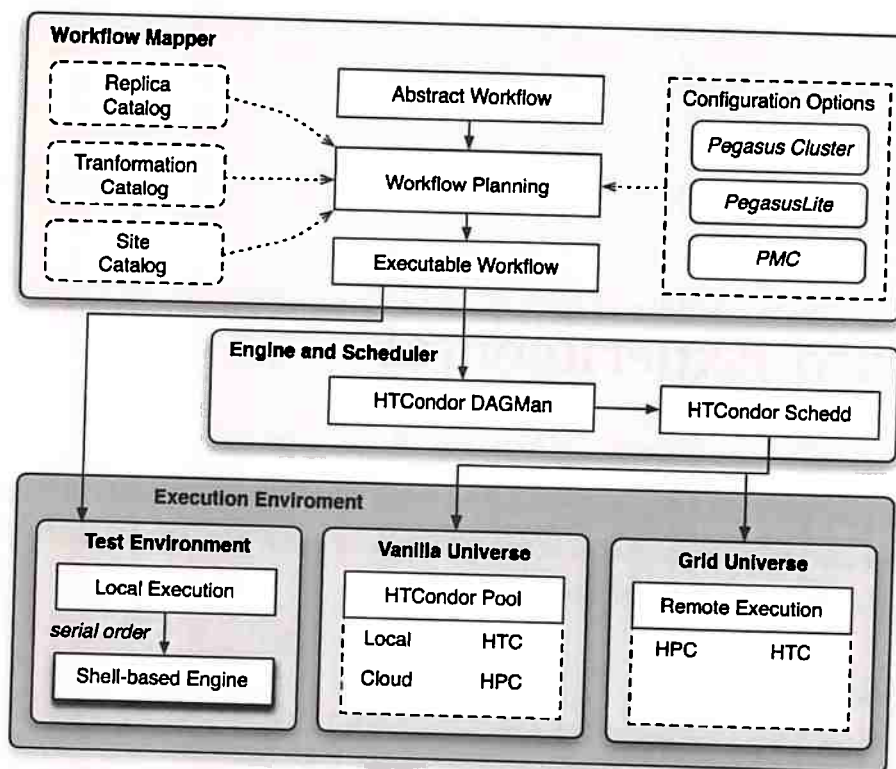 Workflow Mapper
Replica
Catalog
Abstract Workflow
Configuration Options
Pegasus Cluster
Tranformation
Catalog
Workflow Planning
PegasusLite
Site
Catalog
Executable Workflow
PMC
Engine and Scheduler
HTCondor DAGMan
HTCondor Schedd
Execution Enviroment
Test Environment
Local Execution
serial order
Shell-based Engine
Vanilla Universe
HTCondor Pool
Local HTC
Cloud HPC
Grid Universe
Remote Execution
HPC HTC